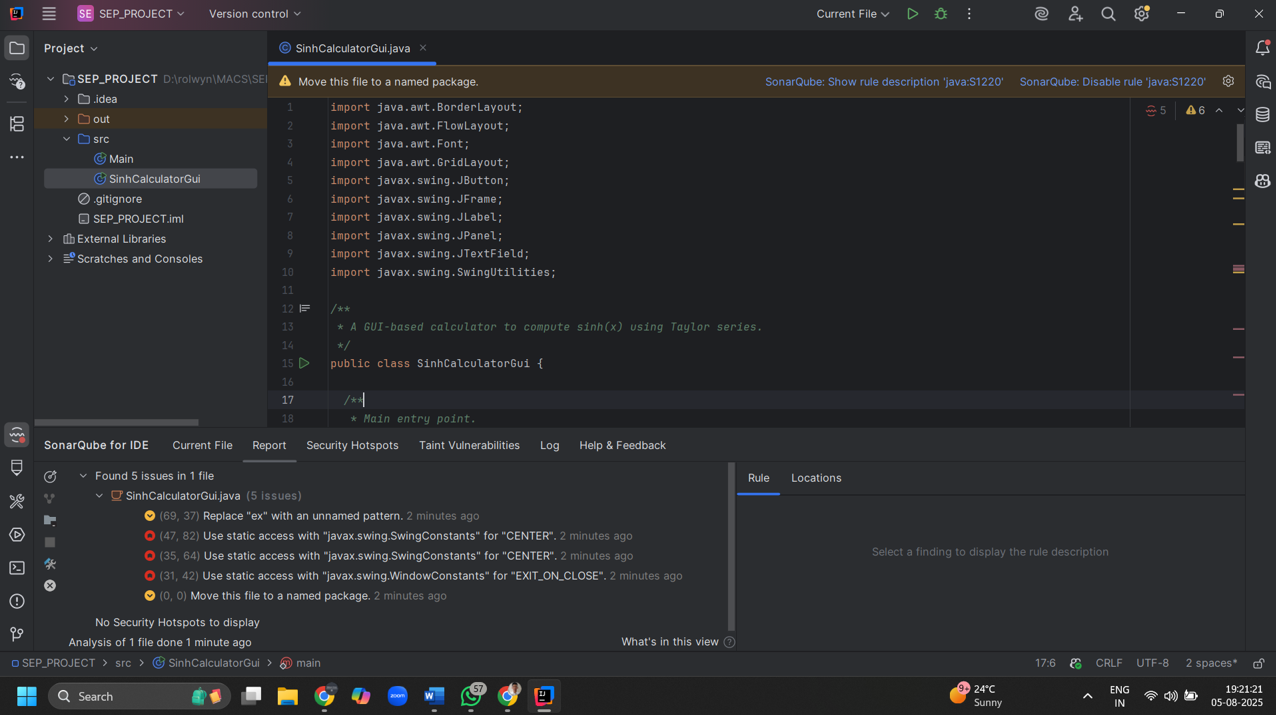 SE SEP_PROJECT Version control Current File
Project
SinhCalculatorGui.java
SEP_PROJECT D:\rolwyn\MACS\SE
.idea
out
src
Main
SinhCalculatorGui
.gitignore
SEP_PROJECT.iml
External Libraries
Scratches and Consoles
Move this file to a named package. SonarQube: Show rule description 'java:S1220' SonarQube: Disable rule 'java:S1220'
5 6
1 import java.awt.BorderLayout;
2 import java.awt.FlowLayout;
3 import java.awt.Font;
4 import java.awt.GridLayout;
5 import javax.swing.JButton;
6 import javax.swing.JFrame;
7 import javax.swing.JLabel;
8 import javax.swing.JPanel;
9 import javax.swing.JTextField;
10 import javax.swing.SwingUtilities;
11
12 /**
13 * A GUI-based calculator to compute sinh(x) using Taylor series.
14 */
15 public class SinhCalculatorGui {
16
17 /**
18 * Main entry point.
SonarQube for IDE Current File Report Security Hotspots Taint Vulnerabilities Log Help & Feedback
Found 5 issues in 1 file
SinhCalculatorGui.java (5 issues)
(69, 37) Replace "ex" with an unnamed pattern. 2 minutes ago
(47, 82) Use static access with "javax.swing.SwingConstants" for "CENTER". 2 minutes ago
(35, 64) Use static access with "javax.swing.SwingConstants" for "CENTER". 2 minutes ago
(31, 42) Use static access with "javax.swing.WindowConstants" for "EXIT_ON_CLOSE". 2 minutes ago
(0, 0) Move this file to a named package. 2 minutes ago
No Security Hotspots to display
Analysis of 1 file done 1 minute ago What's in this view
Rule Locations
Select a finding to display the rule description
SEP_PROJECT > src > SinhCalculatorGui > main 17:6 CRLF UTF-8 2 spaces*
Search
zoom
57
9+
24°C
Sunny
ENG
IN
19:21:21
05-08-2025